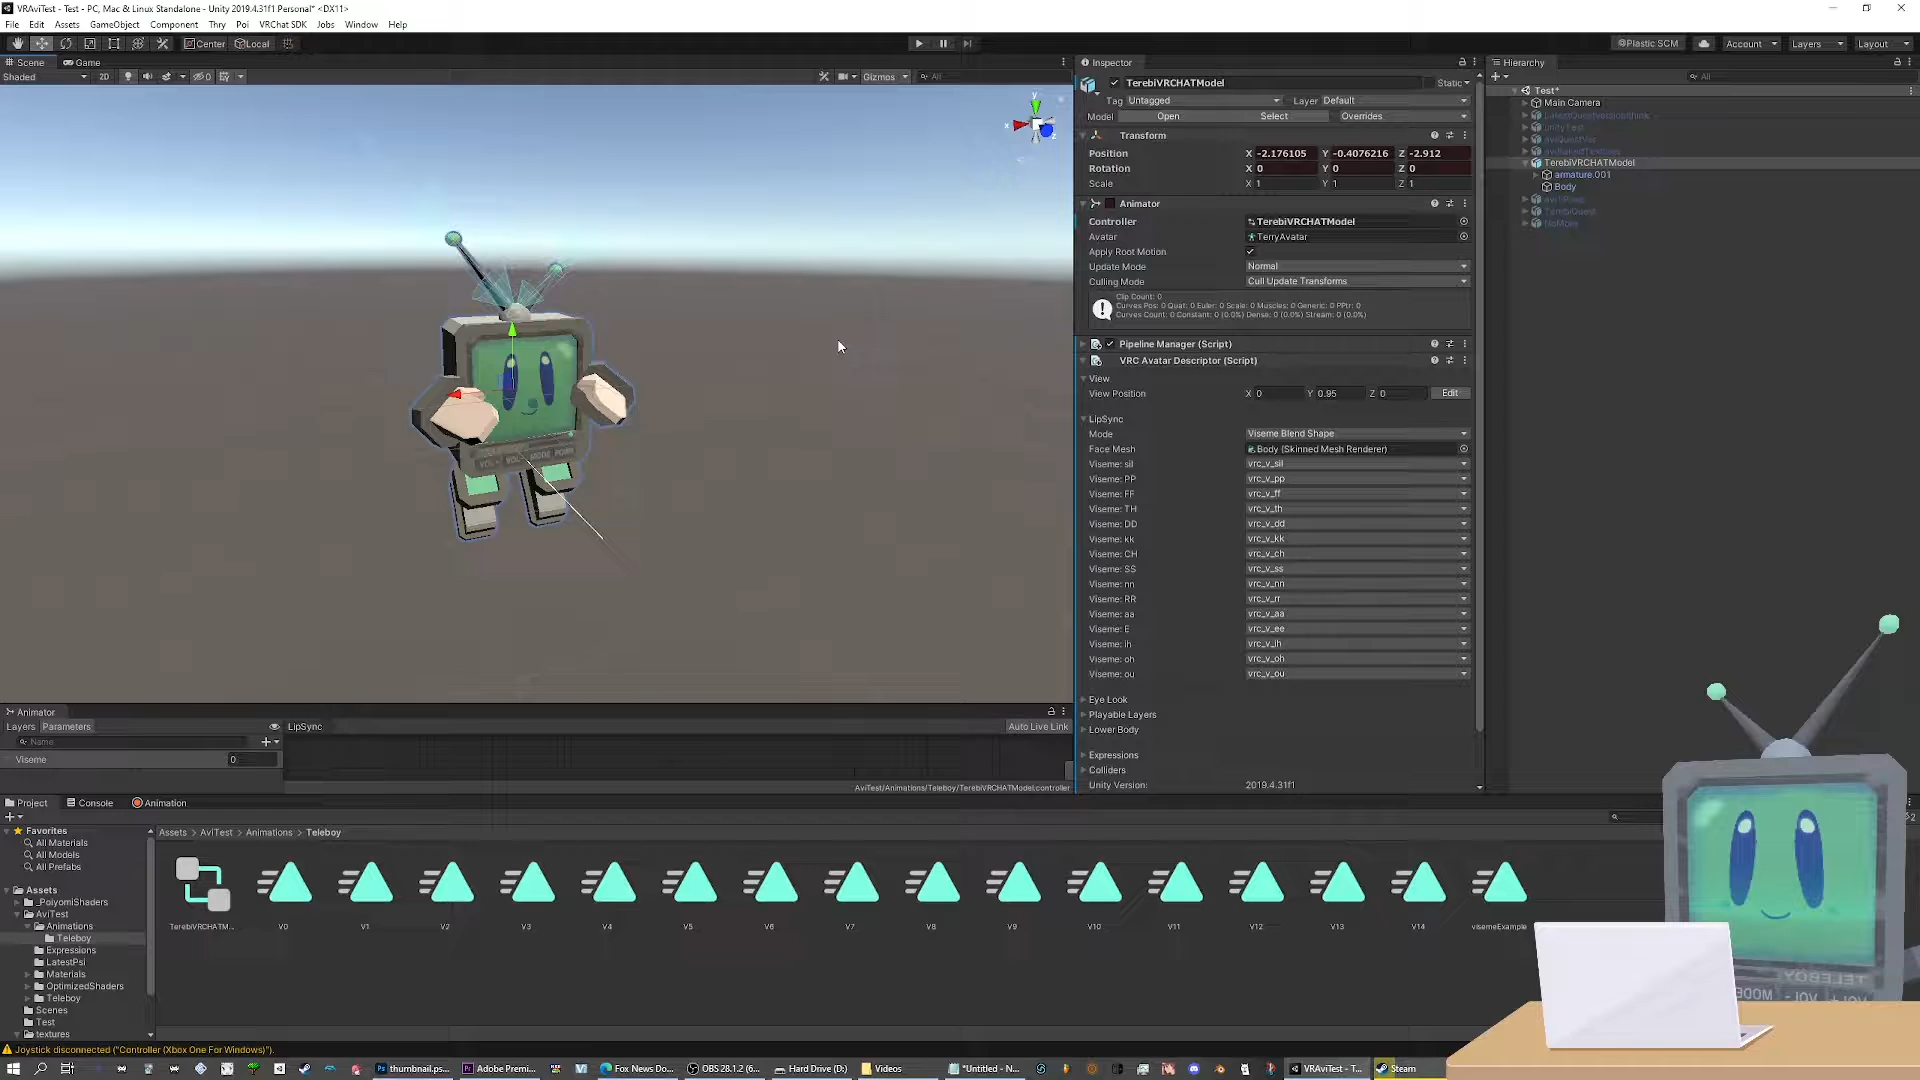 VRAviTest - Test - PC, Mac & Linux Standalone - Unity 2019.4.31f1 Personal* <DX11>
File Edit Assets GameObject Component Thry Poi VRChat SDK Jobs Window Help
Center Local Plastic SCM Account Layers Layout
Scene Game
Shaded 2D 0 Gizmos All
Inspector
TerebiVRCHATModel Static
Tag Untagged Layer Default
Model Open Select Overrides
Transform
Position X -2.176105 Y -0.4076216 Z -2.912
Rotation X 0 Y 0 Z 0
Scale X 1 Y 1 Z 1
Animator
Controller TerebiVRCHATModel
Avatar TerryAvatar
Apply Root Motion
Update Mode Normal
Culling Mode Cull Update Transforms
Clip Count: 0
Curves Pos: 0 Quat: 0 Euler: 0 Scale: 0 Muscles: 0 Generic: 0 PPtr: 0
Curves Count: 0 Constant: 0 (0.0%) Dense: 0 (0.0%) Stream: 0 (0.0%)
Pipeline Manager (Script)
VRC Avatar Descriptor (Script)
View
View Position X 0 Y 0.95 Z 0 Edit
LipSync
Mode Viseme Blend Shape
Face Mesh Body (Skinned Mesh Renderer)
Viseme: sil vrc_v_sil
Viseme: PP vrc_v_pp
Viseme: FF vrc_v_ff
Viseme: TH vrc_v_th
Viseme: DD vrc_v_dd
Viseme: kk vrc_v_kk
Viseme: CH vrc_v_ch
Viseme: SS vrc_v_ss
Viseme: nn vrc_v_nn
Viseme: RR vrc_v_rr
Viseme: aa vrc_v_aa
Viseme: E vrc_v_ee
Viseme: ih vrc_v_ih
Viseme: oh vrc_v_oh
Viseme: ou vrc_v_ou
Eye Look
Playable Layers
Lower Body
Expressions
Colliders
Unity Version: 2019.4.31f1
Hierarchy
All
Test*
Main Camera
TerebiVRCHATModel
armature.001
Body
Animator
Layers Parameters LipSync Auto Live Link
Name
Viseme 0
AviTest/Animations/Teleboy/TerebiVRCHATModel.controller
Project Console Animation
Favorites
All Materials
All Models
All Prefabs
Assets
_PoiyomiShaders
AviTest
Animations
Teleboy
Expressions
LatestPsi
Materials
OptimizedShaders
Teleboy
Scenes
Test
textures
Assets > AviTest > Animations > Teleboy
TerebiVRCHATM... V0 V1 V2 V3 V4 V5 V6 V7 V8 V9 V10 V11 V12 V13 V14 visemeExample
TELEBOY
VOL+ VOL- MODE
Joystick disconnected ("Controller (Xbox One For Windows)").
thumbnail.ps... Adobe Premi... Fox News Do... OBS 28.1.2 (6... Hard Drive (D:) Videos *Untitled - N... VRAviTest - T... Steam